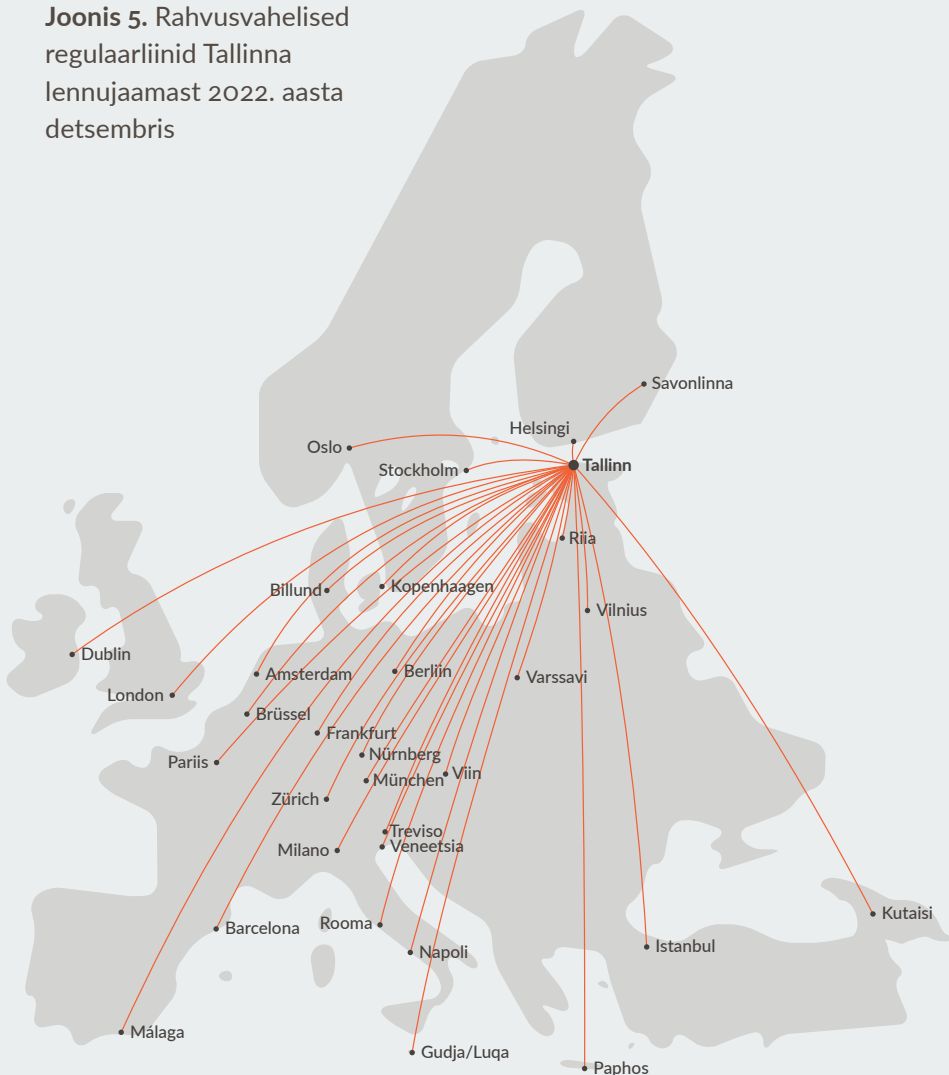 Joonis 5. Rahvusvahelised
regulaarliinid Tallinna
lennujaamast 2022. aasta
detsembris
Savonlinna
Helsingi
Oslo
Stockholm
Tallinn
Riia
Billund
Kopenhaagen
Vilnius
Dublin
Amsterdam
Berliin
Varssavi
London
Brüssel
Frankfurt
Nürnberg
Pariis
München
Viin
Zürich
Treviso
Milano
Veneetsia
Kutaisi
Barcelona
Rooma
Istanbul
Napoli
Málaga
Gudja/Luqa
Paphos